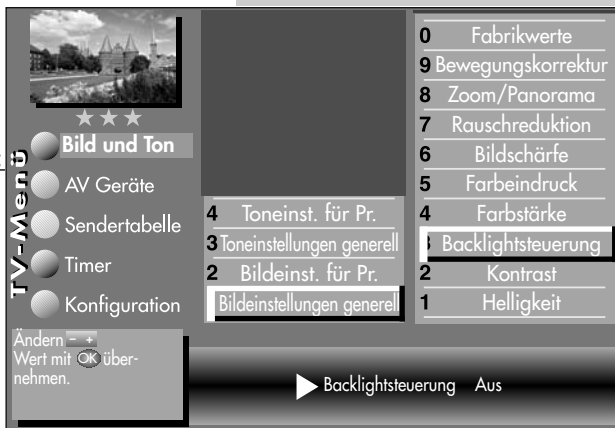 TV-Menü
Bild und Ton
AV Geräte
Sendertabelle
Timer
Konfiguration
Ändern - +
Wert mit OK über-
nehmen.
4 Toneinst. für Pr.
3 Toneinstellungen generell
2 Bildeinst. für Pr.
Bildeinstellungen generell
0 Fabrikwerte
9 Bewegungskorrektur
8 Zoom/Panorama
7 Rauschreduktion
6 Bildschärfe
5 Farbeindruck
4 Farbstärke
3 Backlightsteuerung
2 Kontrast
1 Helligkeit
Backlightsteuerung Aus